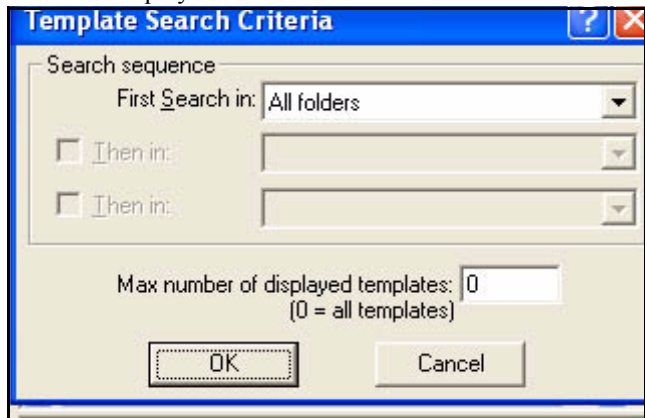 Template Search Criteria
Search sequence
First Search in: All folders
Then in:
Then in:
Max number of displayed templates: 0
(0 = all templates)
OK Cancel